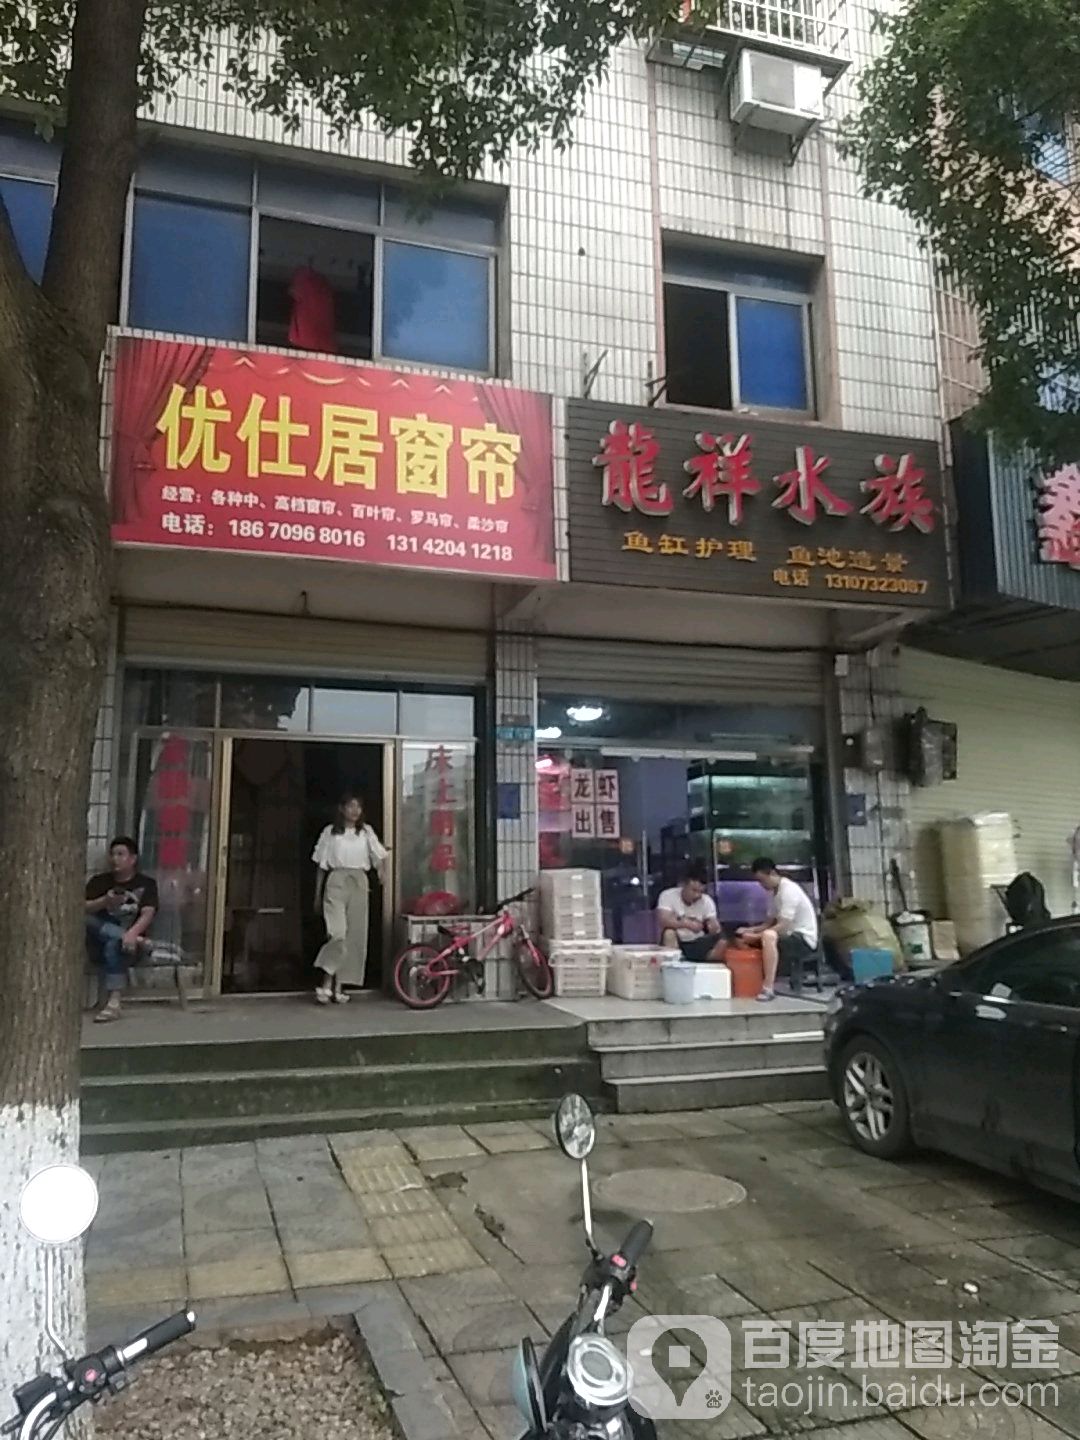 优仕居窗帘
经营：各种中、高档窗帘、百叶帘、罗马帘、柔沙帘
电话：186 7096 8016 131 4204 1218
龍祥水族
鱼缸护理 鱼池造景
电话 13107323087
床上用品
龙虾
出售
百度地图淘金
taojin.baidu.com